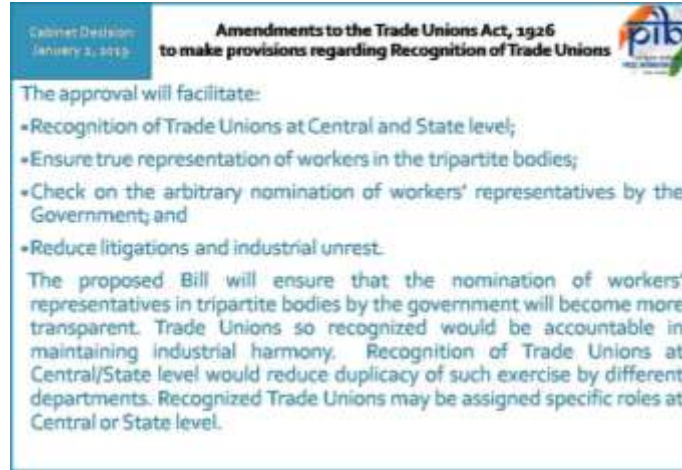 Cabinet Decision
January 2, 2019
Amendments to the Trade Unions Act, 1926
to make provisions regarding Recognition of Trade Unions
pib
The approval will facilitate:
•Recognition of Trade Unions at Central and State level;
•Ensure true representation of workers in the tripartite bodies;
•Check on the arbitrary nomination of workers' representatives by the
Government; and
•Reduce litigations and industrial unrest.
The proposed Bill will ensure that the nomination of workers'
representatives in tripartite bodies by the government will become more
transparent. Trade Unions so recognized would be accountable in
maintaining industrial harmony. Recognition of Trade Unions at
Central/State level would reduce duplicacy of such exercise by different
departments. Recognized Trade Unions may be assigned specific roles at
Central or State level.